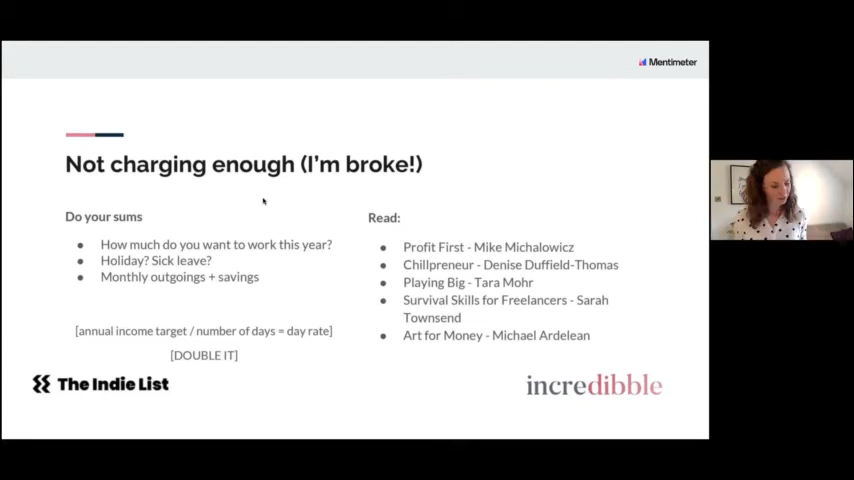 Mentimeter
Not charging enough (I'm broke!)
Do your sums
● How much do you want to work this year?
● Holiday? Sick leave?
● Monthly outgoings + savings
[annual income target / number of days = day rate]
[DOUBLE IT]
Read:
● Profit First - Mike Michalowicz
● Chillpreneur - Denise Duffield-Thomas
● Playing Big - Tara Mohr
● Survival Skills for Freelancers - Sarah
Townsend
● Art for Money - Michael Ardelean
The Indie List
incredibble